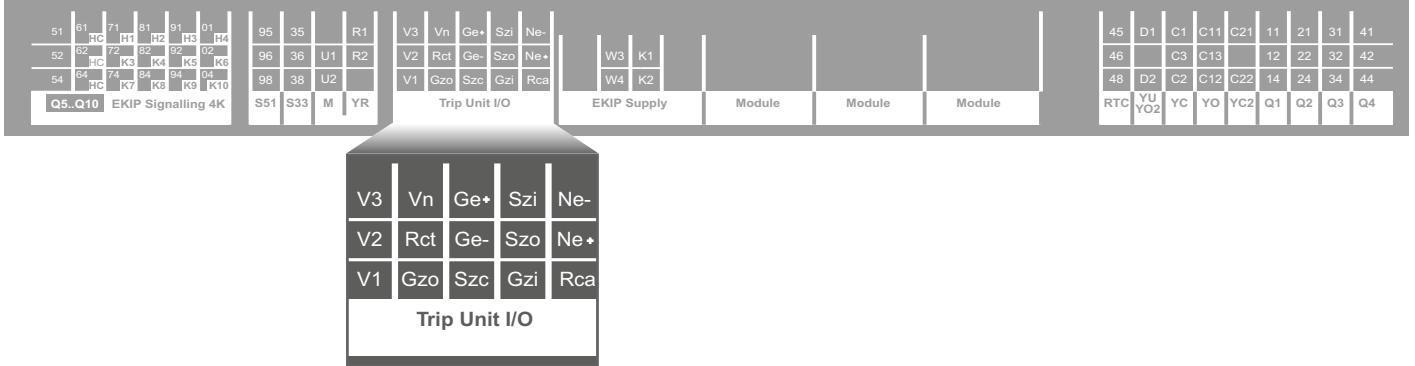 51 61 HC 71 H1 81 H2 91 H3 01 H4 95 35 R1 V3 Vn Ge+ Szi Ne- 45 D1 C1 C11 C21 11 21 31 41
52 62 HC 72 K3 82 K4 92 K5 02 K6 96 36 U1 R2 V2 Rct Ge- Szo Ne+ W3 K1 46 C3 C13 12 22 32 42
54 64 HC 74 K7 84 K8 94 K9 04 K10 98 38 U2 V1 Gzo Szc Gzi Rca W4 K2 48 D2 C2 C12 C22 14 24 34 44
Q5..Q10 EKIP Signalling 4K S51 S33 M YR Trip Unit I/O EKIP Supply Module Module Module RTC YU YO2 YC YO YC2 Q1 Q2 Q3 Q4
V3 Vn Ge+ Szi Ne-
V2 Rct Ge- Szo Ne+
V1 Gzo Szc Gzi Rca
Trip Unit I/O